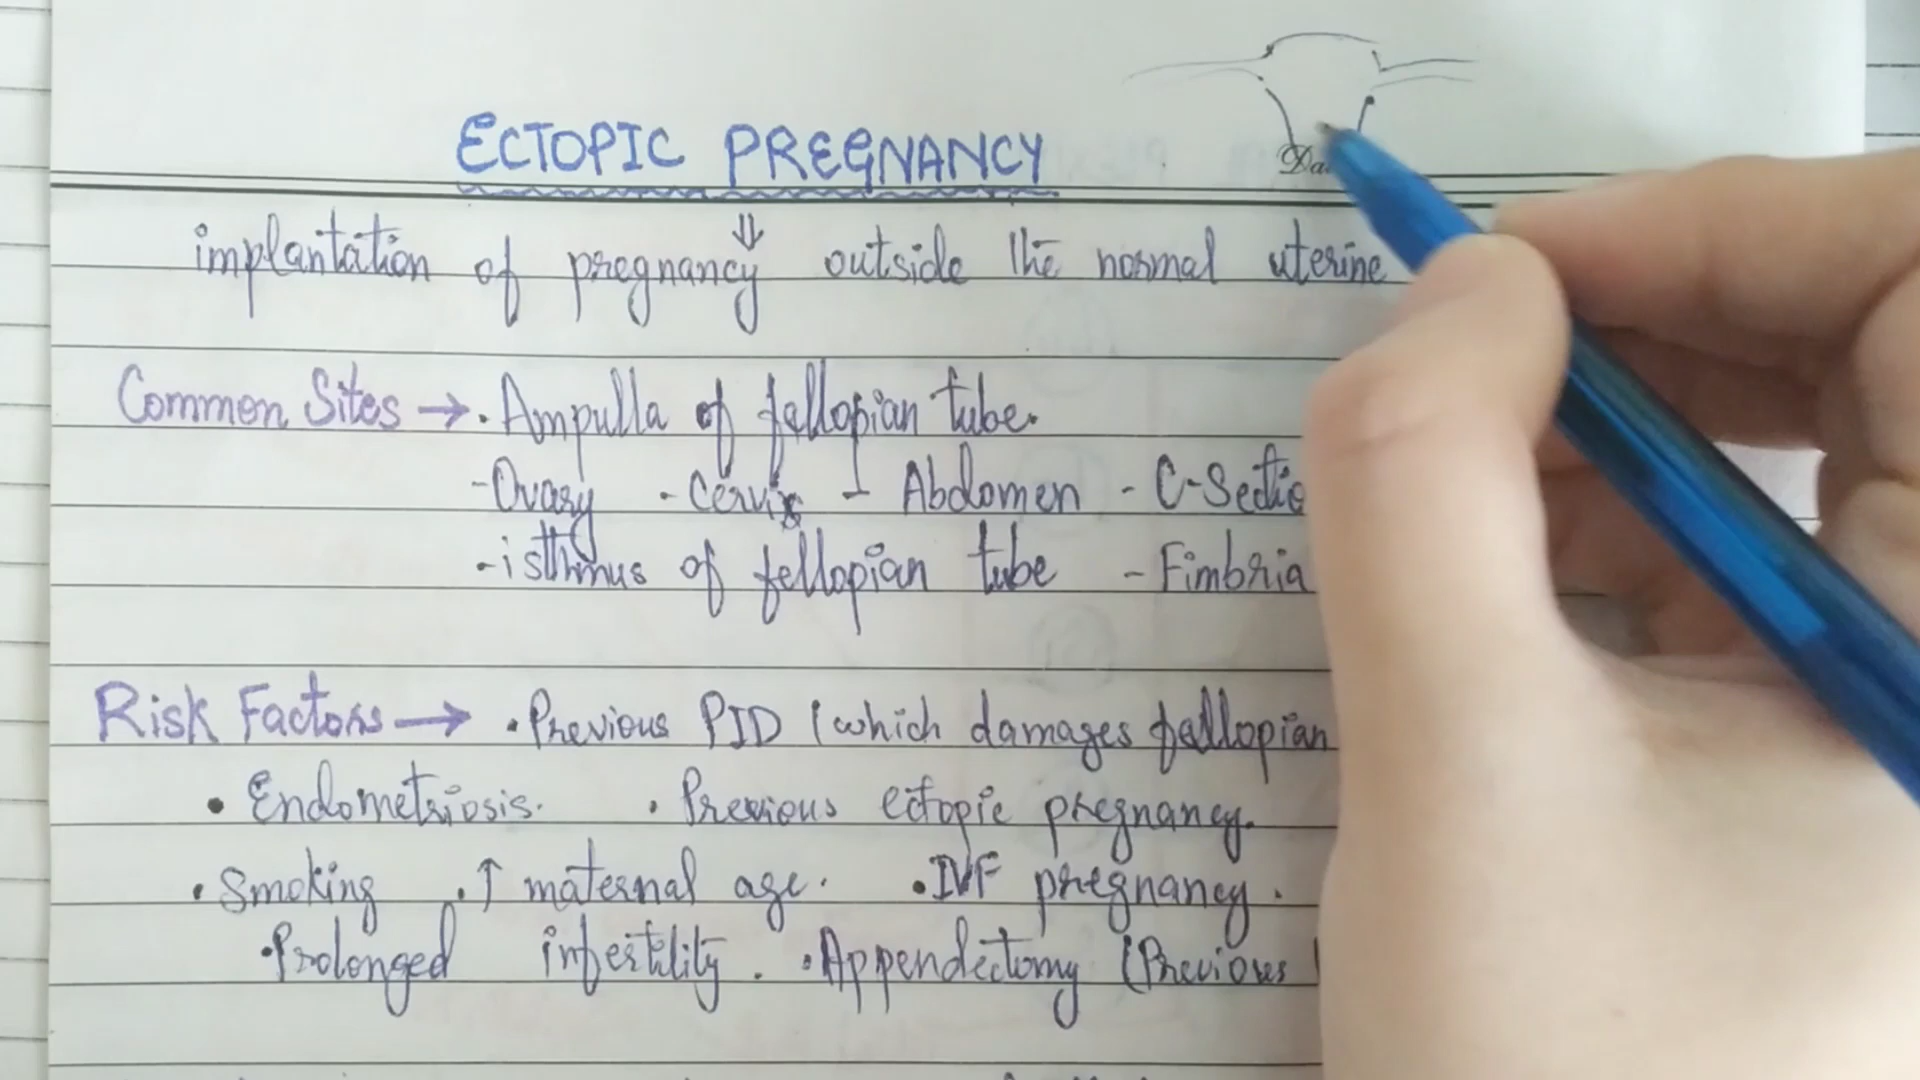 ECTOPIC PREGNANCY
Da
implantation of pregnancy outside the normal uterine
Common Sites → · Ampulla of fallopian tube.
- Ovary - Cervix - Abdomen - C-Sectio
- isthmus of fellopian tube - Fimbria
Risk Factors → · Previous PID (which damages fallopian
· Endometriosis. · Previous ectopic pregnancy.
· Smoking · ↑ maternal age. · IVF pregnancy.
· Prolonged infertility. · Appendectomy (Previous